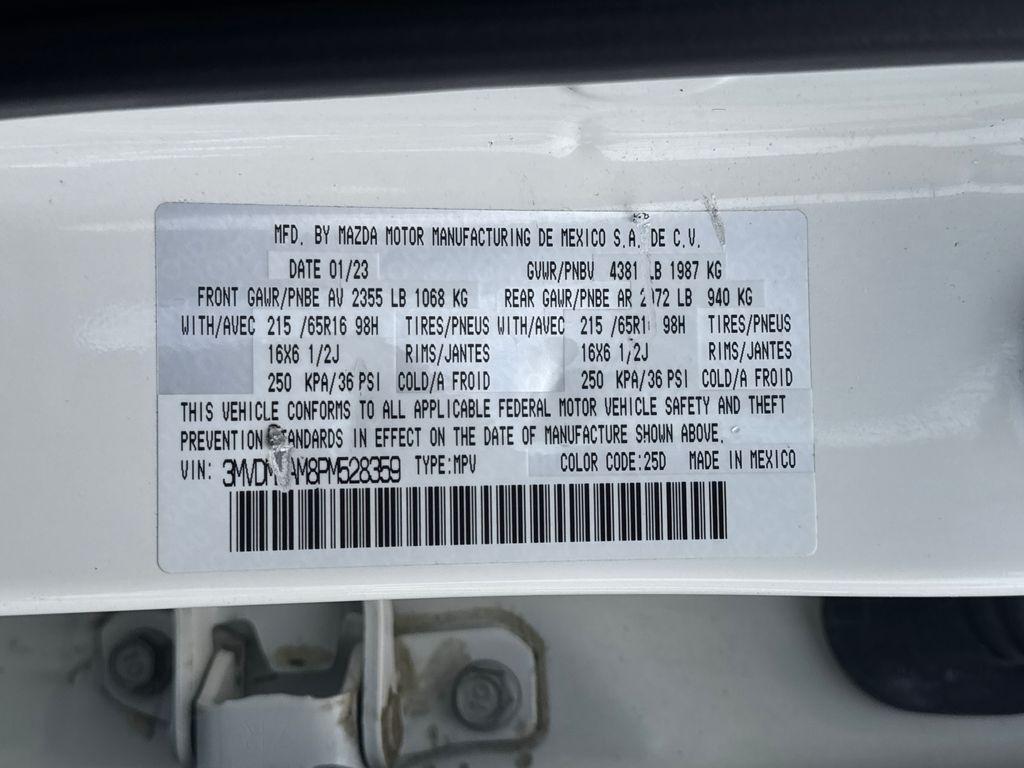 MFD. BY MAZDA MOTOR MANUFACTURING DE MEXICO S.A. DE C.V.
DATE 01/23 GVWR/PNBV 4381 LB 1987 KG
FRONT GAWR/PNBE AV 2355 LB 1068 KG REAR GAWR/PNBE AR LB 940 KG
WITH/AVEC 215 /65R16 98H TIRES/PNEUS WITH/AVEC 215 98H TIRES/PNEUS
16X6 1/2J RIMS/JANTES 16X6 1/2J RIMS/JANTES
250 KPA/36 PSI COLD/A FROID 250 KPA/36 PSI COLD/A FROID
THIS VEHICLE CONFORMS TO ALL APPLICABLE FEDERAL MOTOR VEHICLE SAFETY AND THEFT
PREVENTION STANDARDS IN EFFECT ON THE DATE OF MANUFACTURE SHOWN ABOVE.
VIN: TYPE:MPV COLOR CODE:25D MADE IN MEXICO